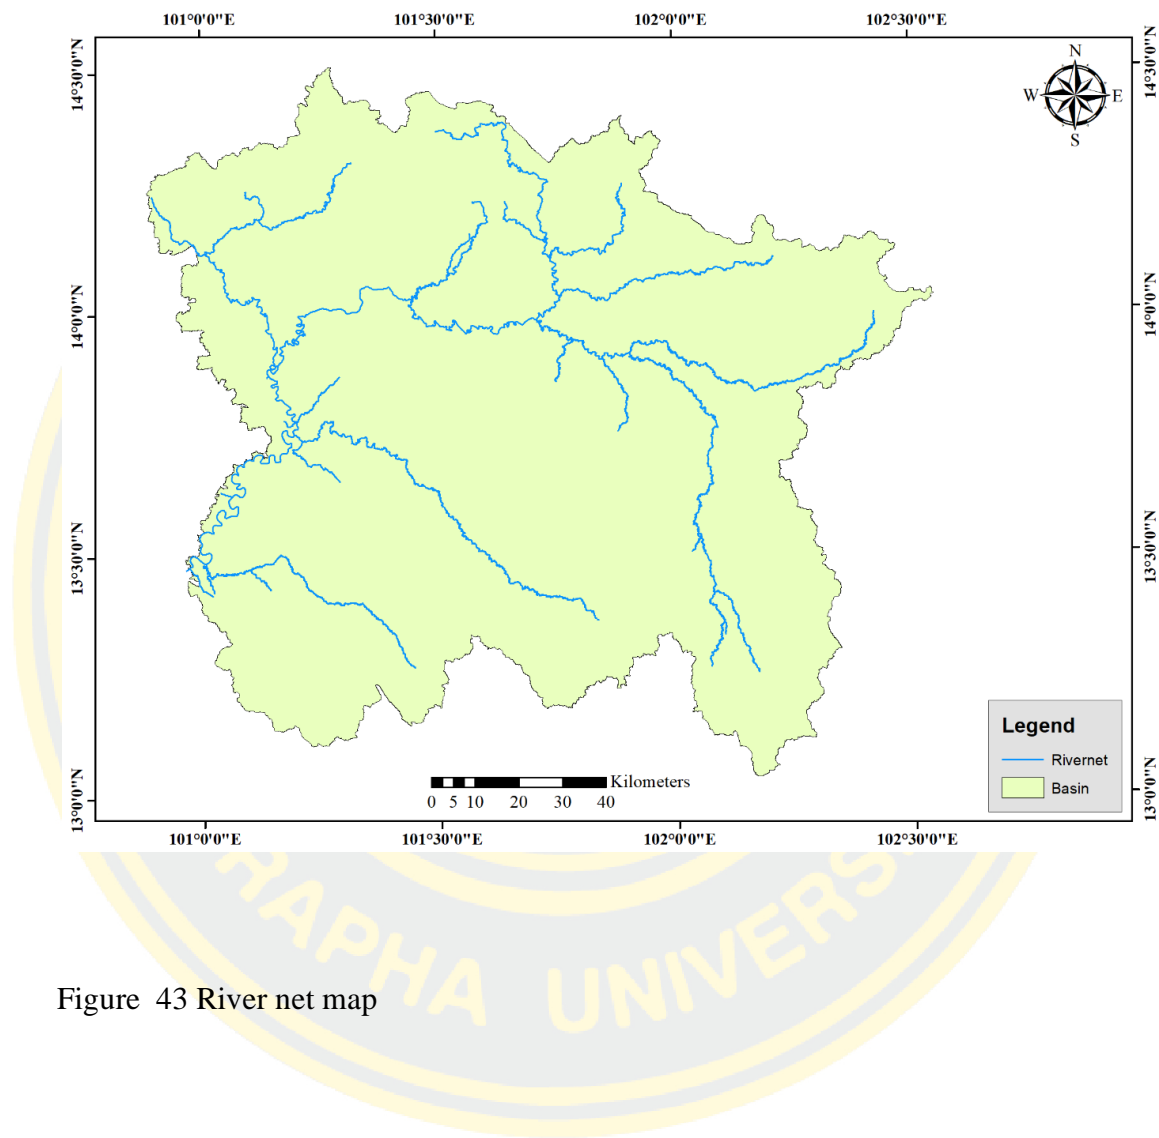 101°0'0"E 101°30'0"E 102°0'0"E 102°30'0"E
14°30'0"N 14°30'0"N
N
W E
S
14°0'0"N 14°0'0"N
13°30'0"N 13°30'0"N
13°0'0"N 13°0'0"N
Legend
Rivernet
Basin
Kilometers
0 5 10 20 30 40
101°0'0"E 101°30'0"E 102°0'0"E 102°30'0"E
RAPHA UNIVERS
Figure 43 River net map